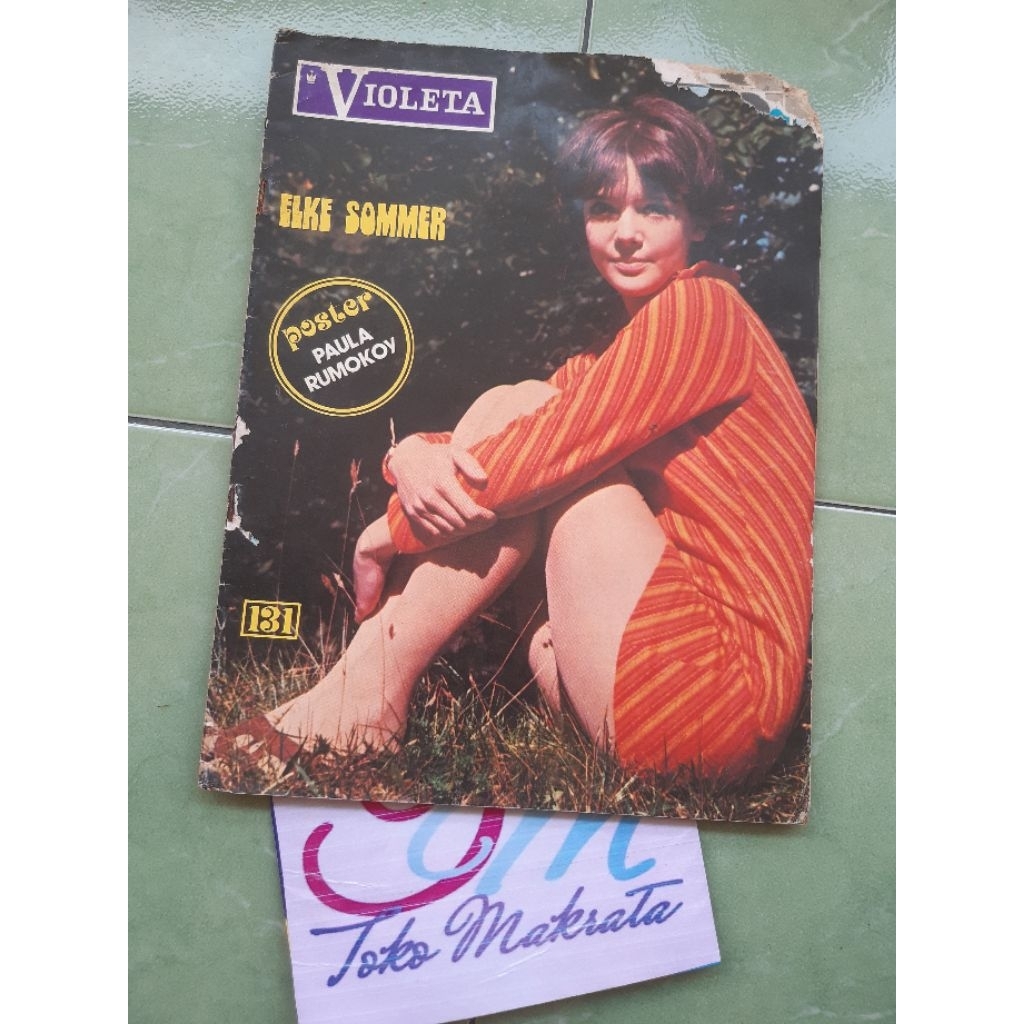 VIOLETA
ELKE SOMMER
poster
PAULA
RUMOKOY
131
Toko Makrata